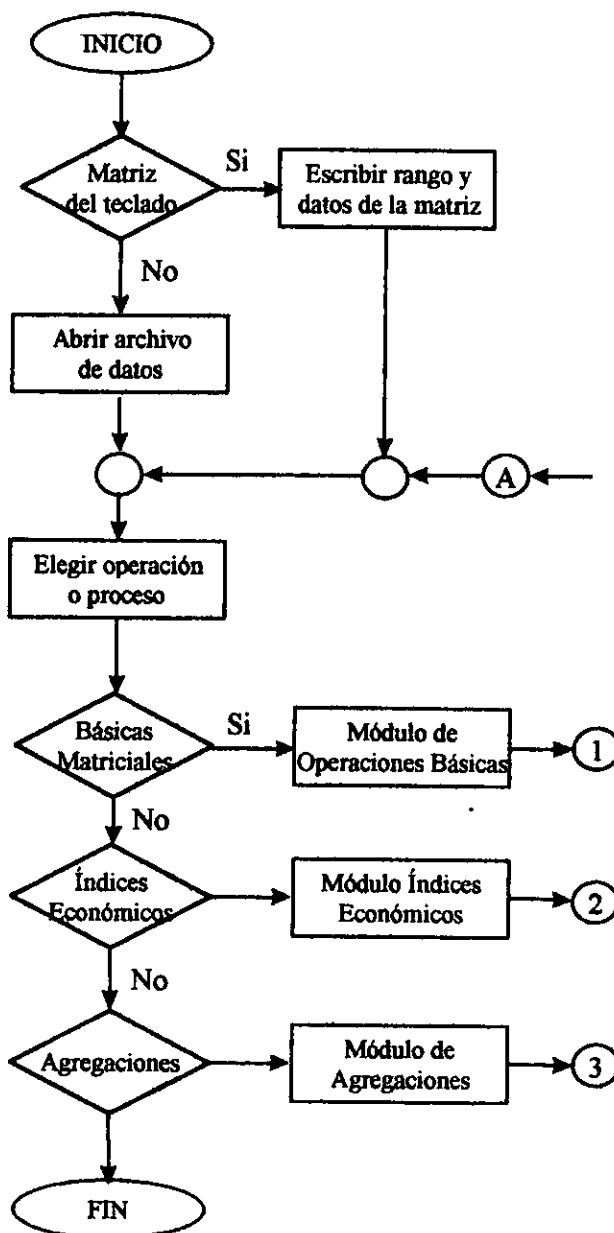 INICIO
Si
Matriz
del teclado
Escribir rango y
datos de la matriz
No
Abrir archivo
de datos
A
Elegir operación
o proceso
Si
Básicas
Matriciales
Módulo de
Operaciones Básicas
1
No
Índices
Económicos
Módulo Índices
Económicos
2
No
Agregaciones
Módulo de
Agregaciones
3
FIN